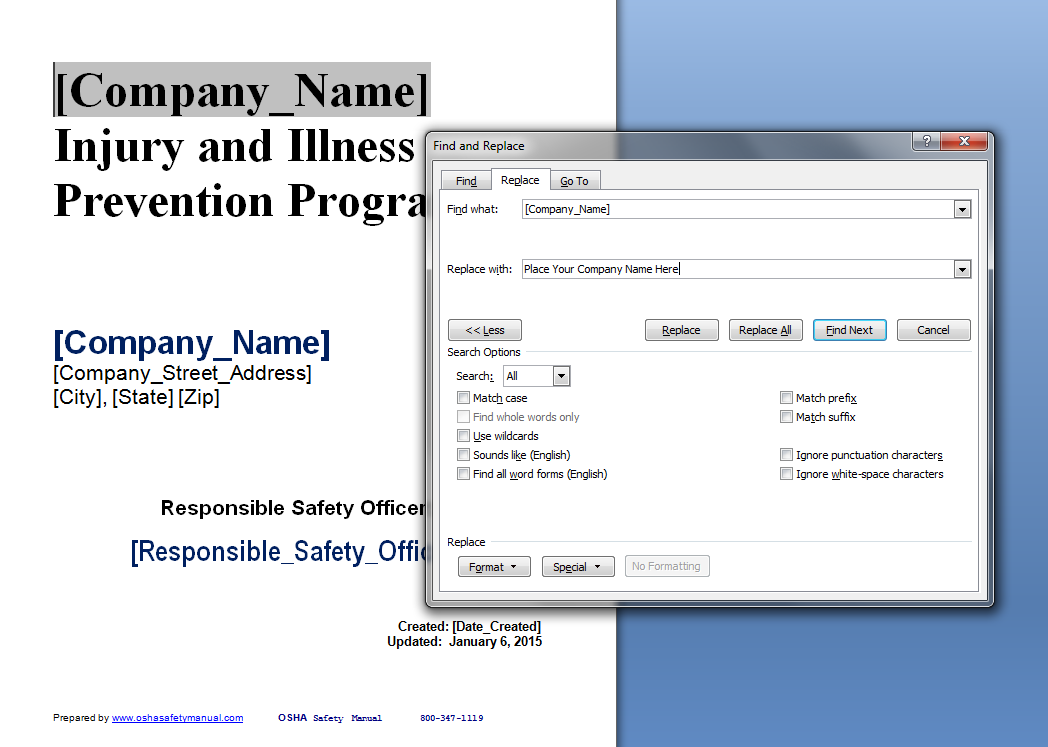 [Company_Name]
Injury and Illness
Prevention Progra
[Company_Name]
[Company_Street_Address]
[City], [State] [Zip]
Responsible Safety Officer
[Responsible_Safety_Offic
Created: [Date_Created]
Updated: January 6, 2015
Prepared by www.oshasafetymanual.com OSHA Safety Manual 800-347-1119
Find and Replace
?
Find Replace Go To
Find what: [Company_Name]
Replace with: Place Your Company Name Here
<< Less Replace Replace All Find Next Cancel
Search Options
Search: All
Match case Match prefix
Find whole words only Match suffix
Use wildcards
Sounds like (English) Ignore punctuation characters
Find all word forms (English) Ignore white-space characters
Replace
Format Special No Formatting